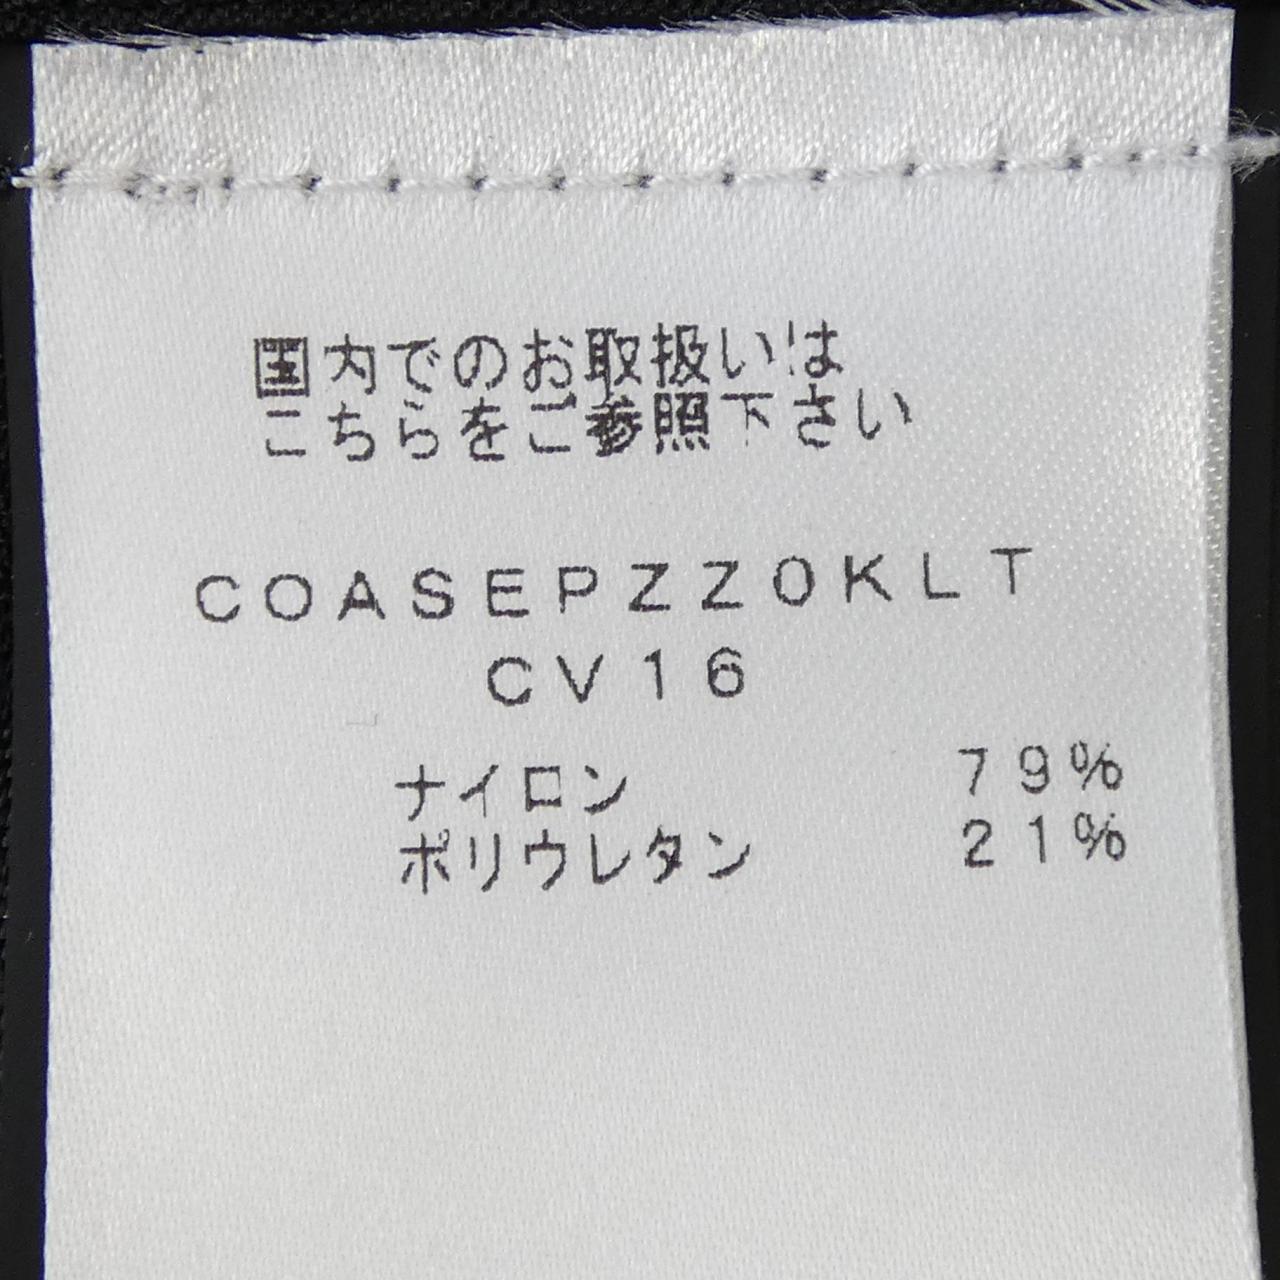 国内でのお取扱いは
こちらをご参照下さい
COASEPZZOKLT
CV16
ナイロン 79%
ポリウレタン 21%